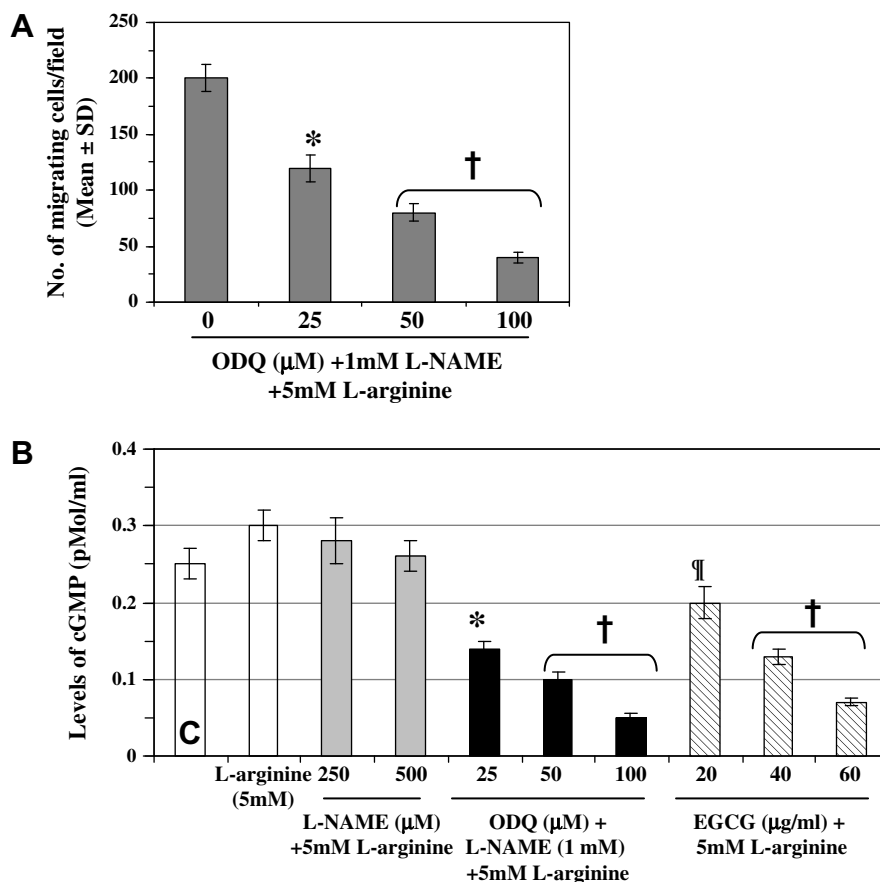 A
No. of migrating cells/field
(Mean ± SD)
250
200
150
100
50
0
*
†
0 25 50 100
ODQ (μM) +1mM L-NAME
+5mM L-arginine
B
Levels of cGMP (pMol/ml)
0.4
0.3
0.2
0.1
0
C
*
†
¶
†
L-arginine 250 500 25 50 100 20 40 60
(5mM)
L-NAME (μM) ODQ (μM) + EGCG (μg/ml) +
+5mM L-arginine L-NAME (1 mM) 5mM L-arginine
+5mM L-arginine